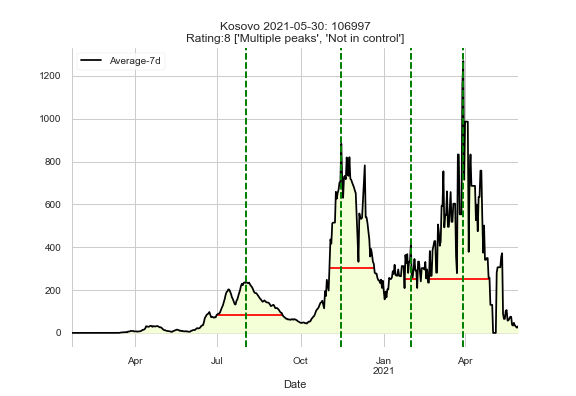 Kosovo 2021-05-30: 106997
Rating:8 ['Multiple peaks', 'Not in control']
Average-7d
1200
1000
800
600
400
200
0
Apr
Jul
Oct
Jan
2021
Apr
Date